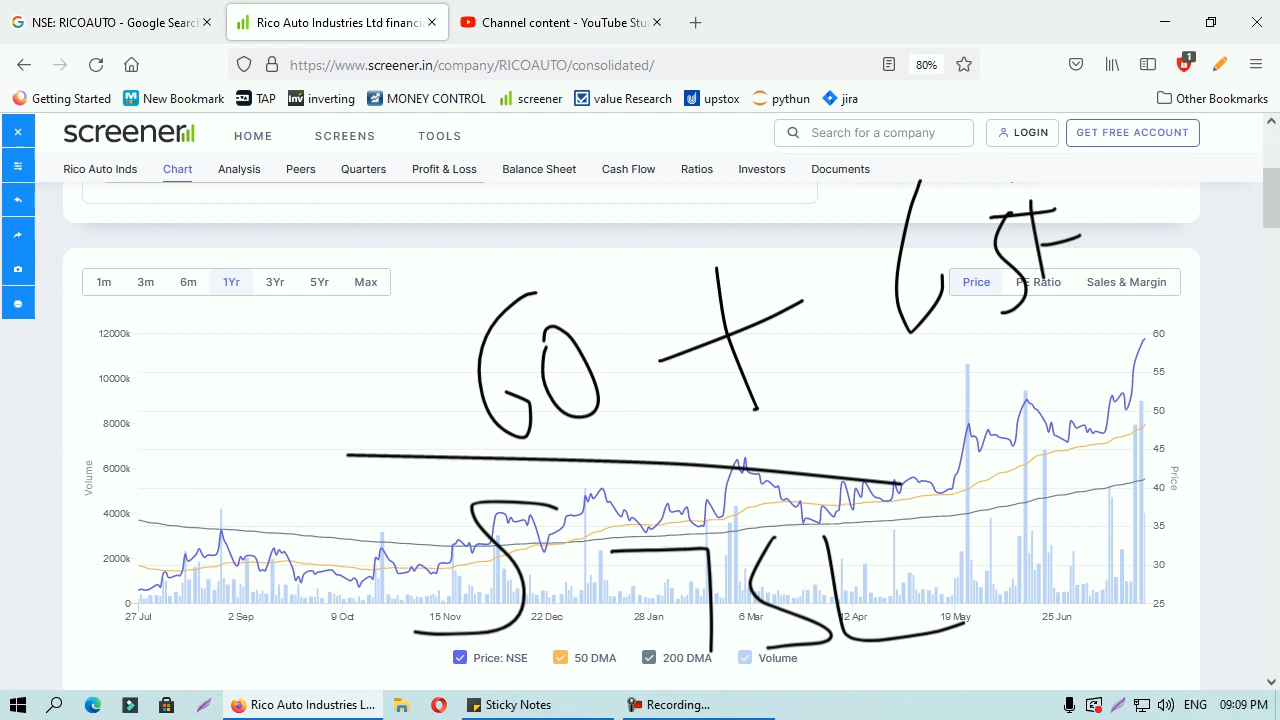 NSE: RICOAUTO - Google Searc
Rico Auto Industries Ltd financia
Channel content - YouTube Stu
https://www.screener.in/company/RICOAUTO/consolidated/
80%
1
Getting Started
New Bookmark
TAP
inv inverting
MONEY CONTROL
screener
value Research
upstox
python
jira
Other Bookmarks
screener
HOME
SCREENS
TOOLS
Search for a company
LOGIN
GET FREE ACCOUNT
Rico Auto Inds
Chart
Analysis
Peers
Quarters
Profit & Loss
Balance Sheet
Cash Flow
Ratios
Investors
Documents
1m
3m
6m
1Yr
3Yr
5Yr
Max
Price
PE Ratio
Sales & Margin
60
12000k
10000k
8000k
6000k
4000k
2000k
0
Volume
60
55
50
45
40
35
30
25
Price
27 Jul
2 Sep
9 Oct
15 Nov
22 Dec
28 Jan
6 Mar
12 Apr
19 May
25 Jun
5 TSL
Price: NSE
50 DMA
200 DMA
Volume
Rico Auto Industries L...
Sticky Notes
Recording...
ENG
09:09 PM